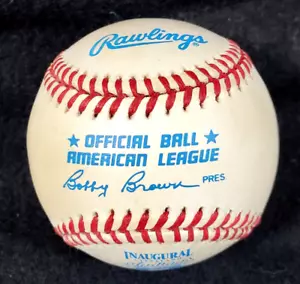 Rawlings
OFFICIAL BALL
AMERICAN LEAGUE
Bobby Brown PRES
INAUGURAL